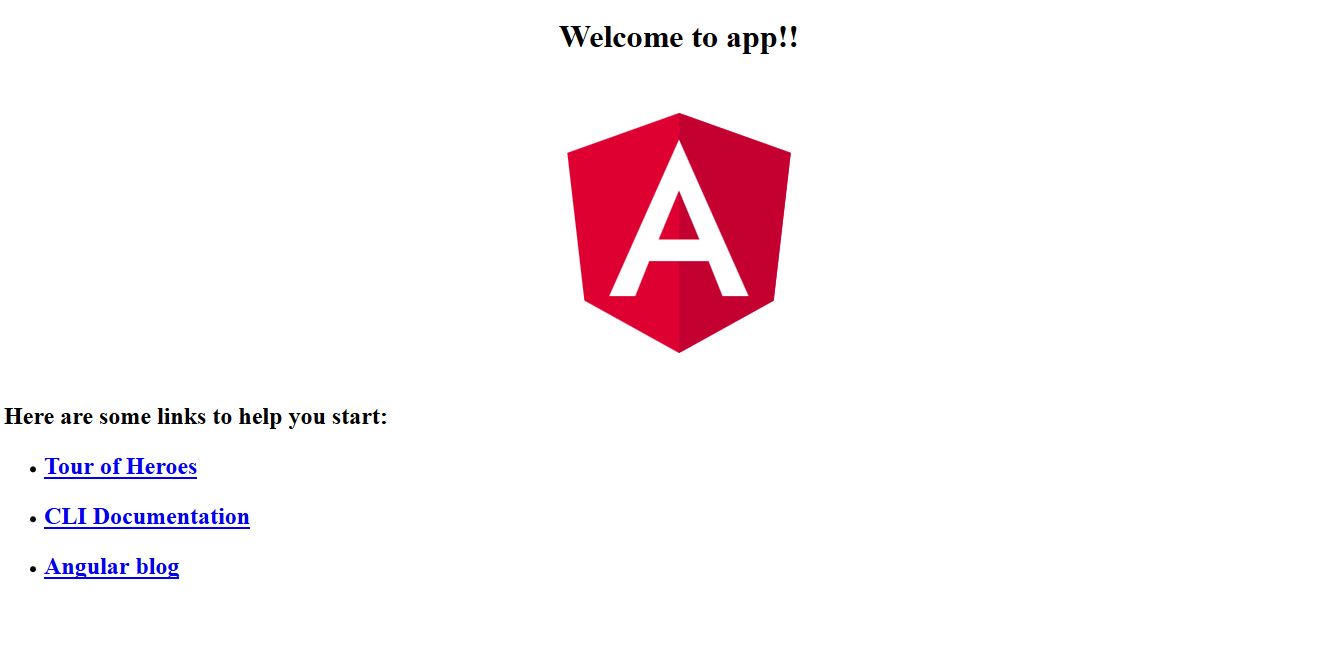 Welcome to app!!
A
Here are some links to help you start:
Tour of Heroes
CLI Documentation
Angular blog